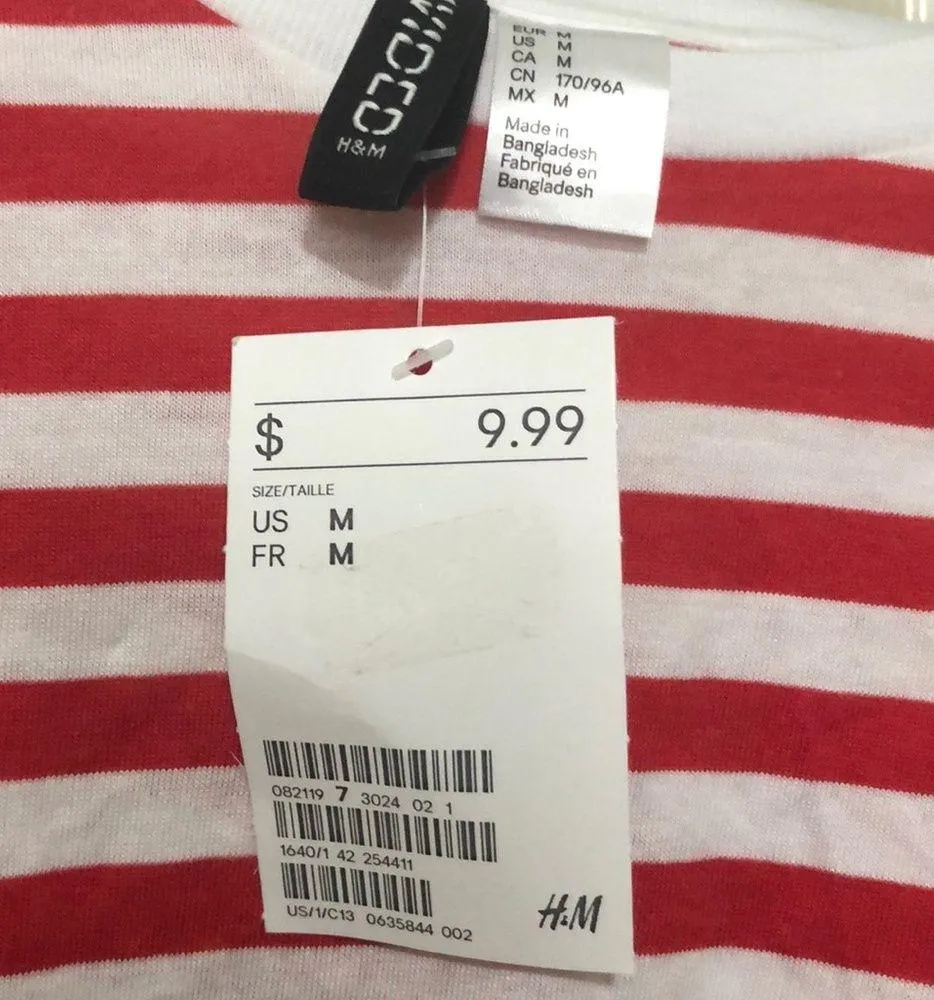 H&M
EUR M
US M
CA M
CN 170/96A
MX M
Made in
Bangladesh
Fabriqué en
Bangladesh
$ 9.99
SIZE/TAILLE
US M
FR M
082119 7 3024 02 1
1640/1 42 254411
US/1/C13 0635844 002
H&M